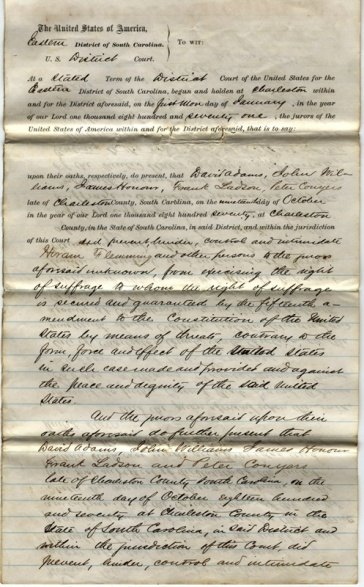 The United States of America,
Eastern District of South Carolina.
To wit:
U. S. District Court.
At a Stated Term of the District Court of the United States for the
Eastern District of South Carolina, begun and holden at Charleston within
and for the District aforesaid, on the first Mon day of January, in the year
of our Lord one thousand eight hundred and seventy one, the jurors of the
United States of America within and for the District aforesaid, that is to say:
upon their oaths, respectively, do present, that David Adams, John Wil-
liams, James Honour, Grant Ladson, Peter Conyers
late of Charleston County, South Carolina, on the nineteenth day of October
in the year of our Lord one thousand eight hundred seventy, at Charleston
County, in the State of South Carolina, in said District, and within the jurisdiction
of this Court did prevent, hinder, control and intimidate
Hiram Flemming and other persons to the jurors
aforesaid unknown, from exercising the right
of suffrage to whom the right of suffrage
is secured and guaranteed by the fifteenth a-
mendment to the Constitution of the United
States by means of threats, contrary to the
form, force and effect of the United States
in such case made and provided and against
the peace and dignity of the said United
States.
And the jurors aforesaid upon their
oaths aforesaid do further present that
David Adams, John Williams James Honour
Grant Ladson and Peter Conyers
late of Charleston County South Carolina, on the
nineteenth day of October eighteen hundred
and seventy at Charleston County in the
State of South Carolina, in said District and
within the jurisdiction of this Court, did
prevent, hinder, control and intimidate